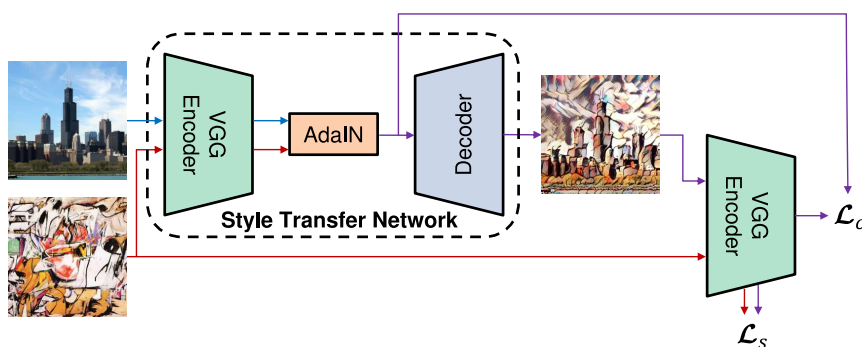 VGG
Encoder
AdaIN
Decoder
Style Transfer Network
VGG
Encoder
𝓛c
𝓛s